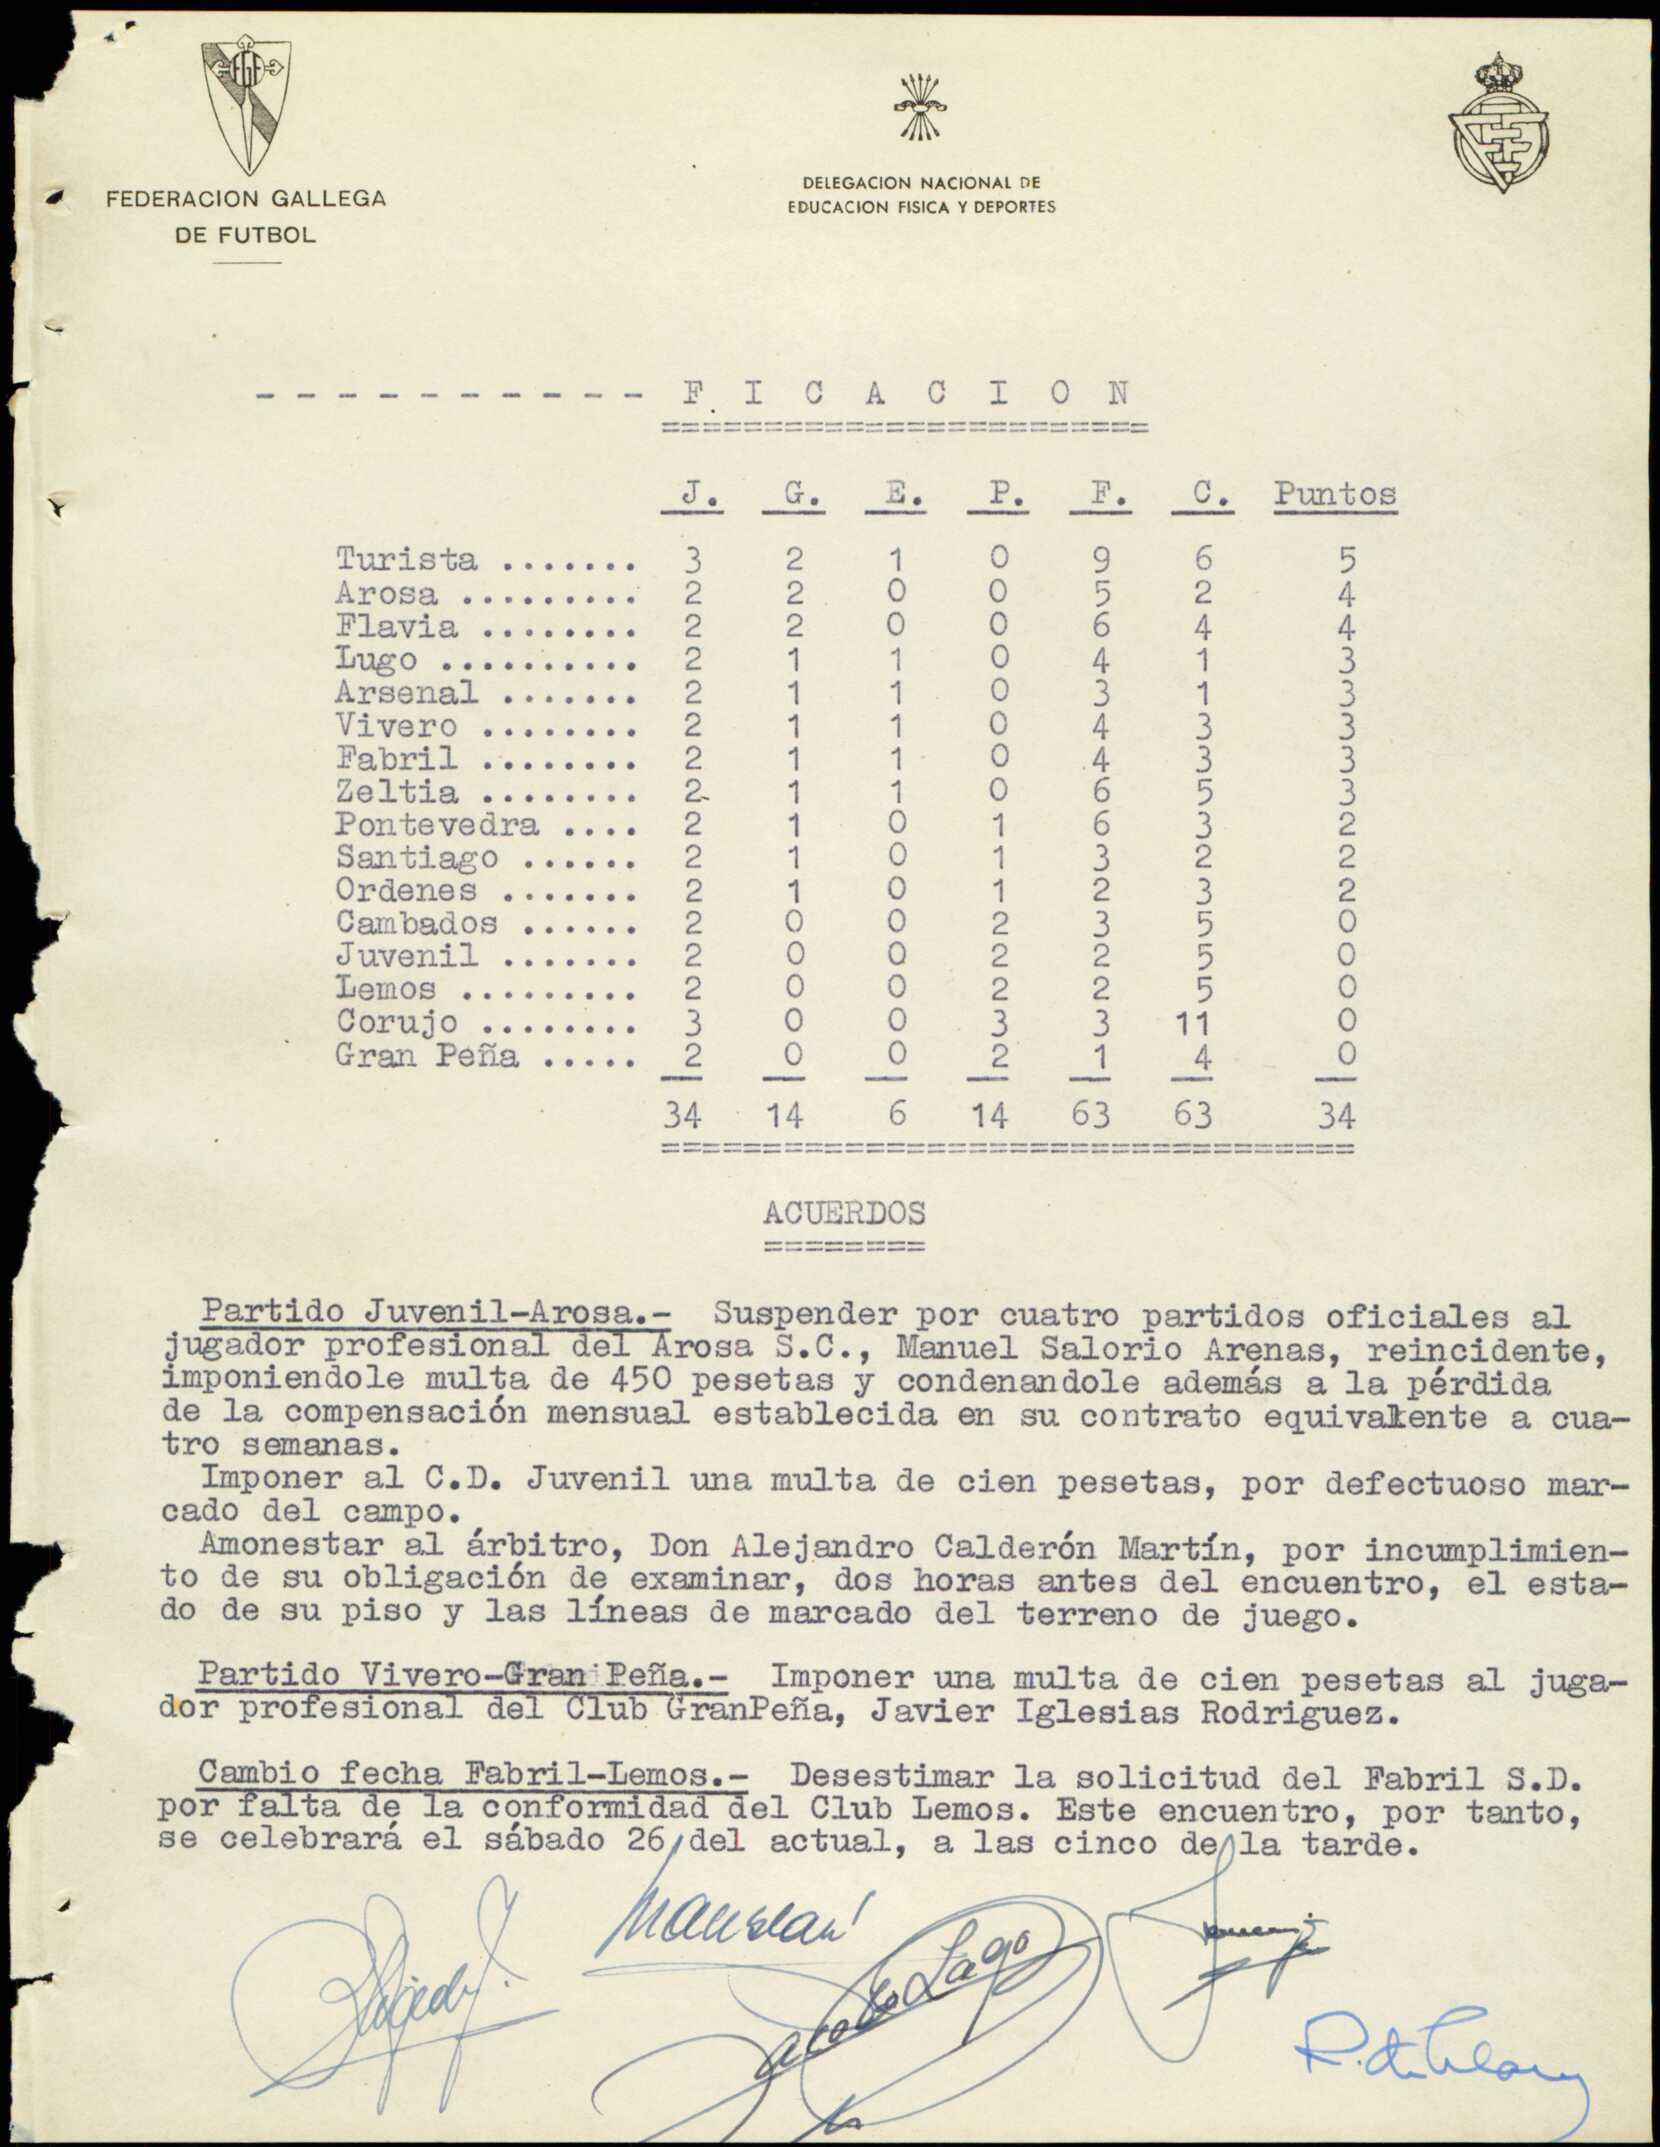 FEDERACION GALLEGA
DE FUTBOL
DELEGACION NACIONAL DE
EDUCACION FISICA Y DEPORTES
- - - - - - - - - - F I C A C I O N
J. G. E. P. F. C. Puntos
Turista ....... 3 2 1 0 9 6 5
Arosa ......... 2 2 0 0 5 2 4
Flavia ........ 2 2 0 0 6 4 4
Lugo .......... 2 1 1 0 4 1 3
Arsenal ....... 2 1 1 0 3 1 3
Vivero ........ 2 1 1 0 4 3 3
Fabril ........ 2 1 1 0 4 3 3
Zeltia ........ 2 1 1 0 6 5 3
Pontevedra .... 2 1 0 1 6 3 2
Santiago ...... 2 1 0 1 3 2 2
Ordenes ....... 2 1 0 1 2 3 2
Cambados ...... 2 0 0 2 3 5 0
Juvenil ....... 2 0 0 2 2 5 0
Lemos ......... 2 0 0 2 2 5 0
Corujo ........ 3 0 0 3 3 11 0
Gran Peña ..... 2 0 0 2 1 4 0
34 14 6 14 63 63 34
ACUERDOS
Partido Juvenil-Arosa.- Suspender por cuatro partidos oficiales al
jugador profesional del Arosa S.C., Manuel Salorio Arenas, reincidente,
imponiendole multa de 450 pesetas y condenandole además a la pérdida
de la compensación mensual establecida en su contrato equivalente a cua-
tro semanas.
Imponer al C.D. Juvenil una multa de cien pesetas, por defectuoso mar-
cado del campo.
Amonestar al árbitro, Don Alejandro Calderón Martín, por incumplimien-
to de su obligación de examinar, dos horas antes del encuentro, el esta-
do de su piso y las líneas de marcado del terreno de juego.
Partido Vivero-Gran Peña.- Imponer una multa de cien pesetas al juga-
dor profesional del Club GranPeña, Javier Iglesias Rodriguez.
Cambio fecha Fabril-Lemos.- Desestimar la solicitud del Fabril S.D.
por falta de la conformidad del Club Lemos. Este encuentro, por tanto,
se celebrará el sábado 26 del actual, a las cinco de la tarde.
Lago